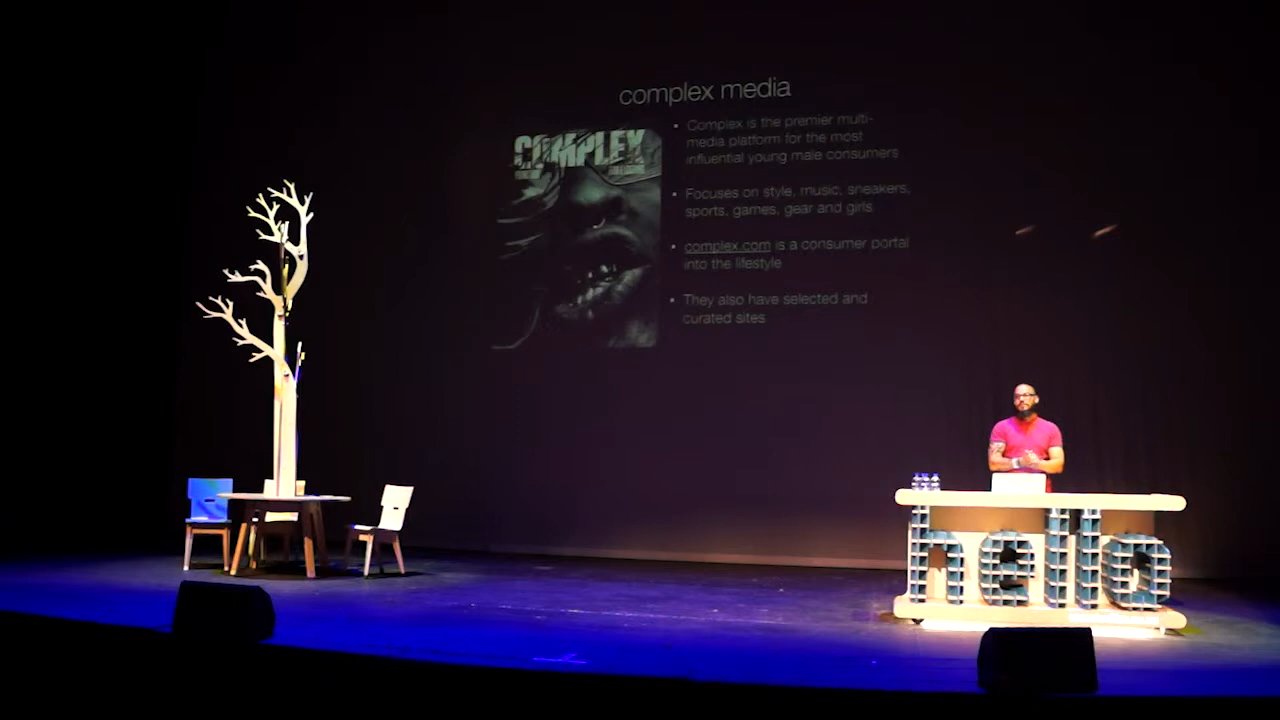 complex media
COMPLEX
• Complex is the premier multi-
media platform for the most
influential young male consumers
• Focuses on style, music, sneakers,
sports, games, gear and girls
• complex.com is a consumer portal
into the lifestyle
• They also have selected and
curated sites
hello